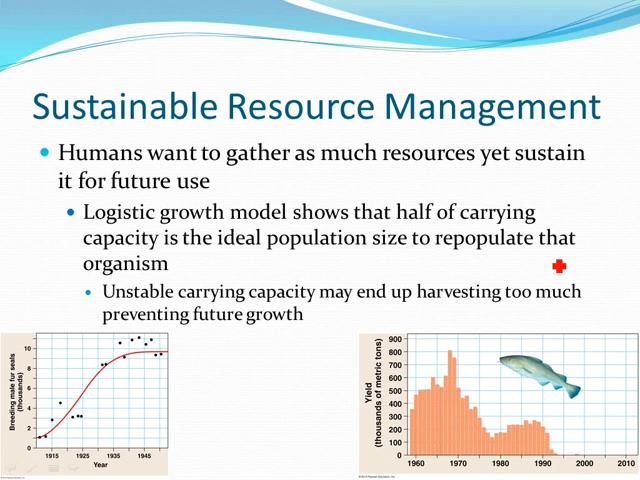 Sustainable Resource Management
Humans want to gather as much resources yet sustain
it for future use
Logistic growth model shows that half of carrying
capacity is the ideal population size to repopulate that
organism
Unstable carrying capacity may end up harvesting too much
preventing future growth
Breeding male fur seals
(thousands)
10
8
6
4
2
0
1915 1925 1935 1945
Year
Yield
(thousands of metric tons)
900
800
700
600
500
400
300
200
100
0
1960 1970 1980 1990 2000 2010